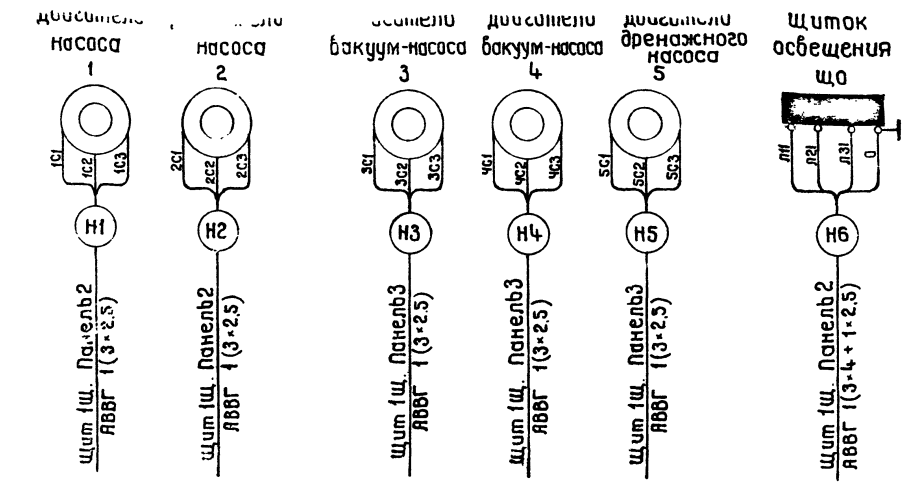 двигатели
насоса
1
насоса
2
вакуум-насоса
3
двигатели
вакуум-насоса
4
двигатели
дренажного
насоса
5
Щиток
освещения
ЩО
1С1
1С2
1С3
2С1
2С2
2С3
3С1
3С2
3С3
4С1
4С2
4С3
5С1
5С2
5С3
Л11
Л21
Л31
0
Н1
Н2
Н3
Н4
Н5
Н6
Щит 1Щ. Панель 2
АВВГ 1(3×2,5)
Щит 1Щ. Панель 2
АВВГ 1(3×2,5)
Щит 1Щ. Панель 3
АВВГ 1(3×2.5)
Щит 1Щ. Панель 3
АВВГ 1(3×2,5)
Щит 1Щ. Панель 3
АВВГ 1(3×2,5)
Щит 1Щ. Панель 2
АВВГ 1(3×4+1×2,5)